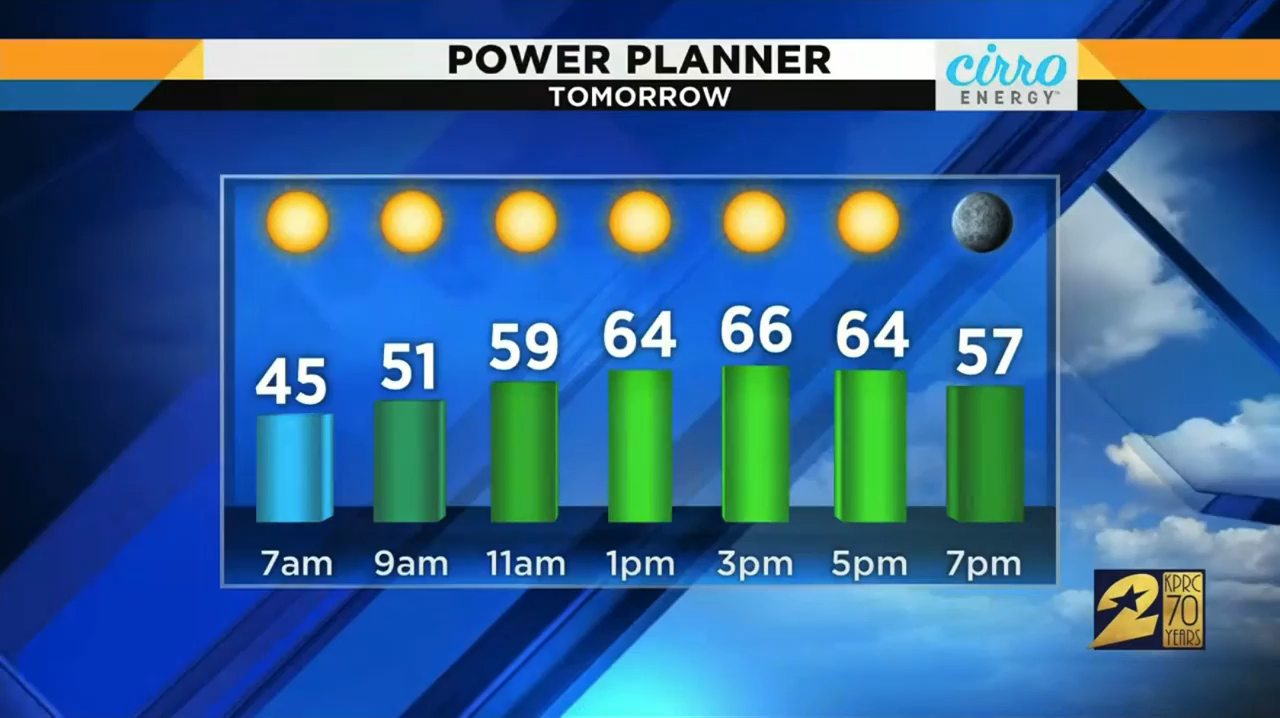 POWER PLANNER
TOMORROW
cirro
ENERGY™
45 51 59 64 66 64 57
7am 9am 11am 1pm 3pm 5pm 7pm
2
KPRC
70
YEARS